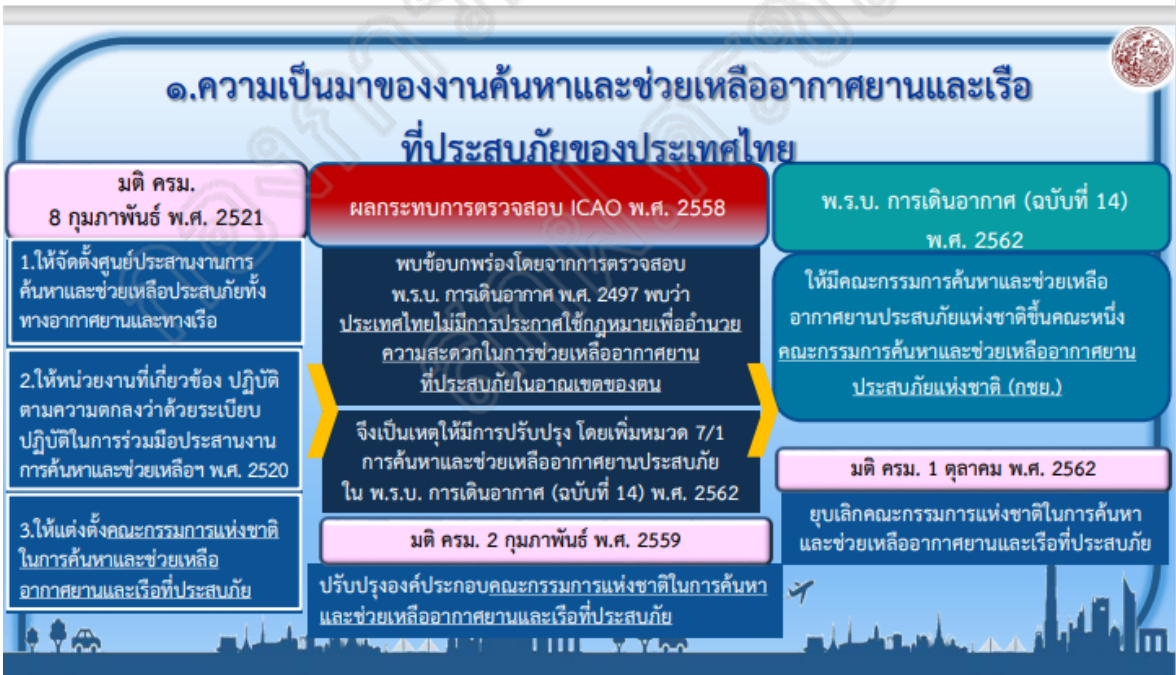 ๑.ความเป็นมาของงานค้นหาและช่วยเหลืออากาศยานและเรือ
ที่ประสบภัยของประเทศไทย
มติ ครม.
8 กุมภาพันธ์ พ.ศ. 2521
1.ให้จัดตั้งศูนย์ประสานงานการ
ค้นหาและช่วยเหลือประสบภัยทั้ง
ทางอากาศยานและทางเรือ
2.ให้หน่วยงานที่เกี่ยวข้อง ปฏิบัติ
ตามความตกลงว่าด้วยระเบียบ
ปฏิบัติในการร่วมมือประสานงาน
การค้นหาและช่วยเหลือฯ พ.ศ. 2520
3.ให้แต่งตั้งคณะกรรมการแห่งชาติ
ในการค้นหาและช่วยเหลือ
อากาศยานและเรือที่ประสบภัย
ผลกระทบการตรวจสอบ ICAO พ.ศ. 2558
พบข้อบกพร่องโดยจากการตรวจสอบ
พ.ร.บ. การเดินอากาศ พ.ศ. 2497 พบว่า
ประเทศไทยไม่มีการประกาศใช้กฎหมายเพื่ออำนวย
ความสะดวกในการช่วยเหลืออากาศยาน
ที่ประสบภัยในอาณเขตของตน
จึงเป็นเหตุให้มีการปรับปรุง โดยเพิ่มหมวด 7/1
การค้นหาและช่วยเหลืออากาศยานประสบภัย
ใน พ.ร.บ. การเดินอากาศ (ฉบับที่ 14) พ.ศ. 2562
มติ ครม. 2 กุมภาพันธ์ พ.ศ. 2559
ปรับปรุงองค์ประกอบคณะกรรมการแห่งชาติในการค้นหา
และช่วยเหลืออากาศยานและเรือที่ประสบภัย
พ.ร.บ. การเดินอากาศ (ฉบับที่ 14)
พ.ศ. 2562
ให้มีคณะกรรมการค้นหาและช่วยเหลือ
อากาศยานประสบภัยแห่งชาติขึ้นคณะหนึ่ง
คณะกรรมการค้นหาและช่วยเหลืออากาศยาน
ประสบภัยแห่งชาติ (กชย.)
มติ ครม. 1 ตุลาคม พ.ศ. 2562
ยุบเลิกคณะกรรมการแห่งชาติในการค้นหา
และช่วยเหลืออากาศยานและเรือที่ประสบภัย